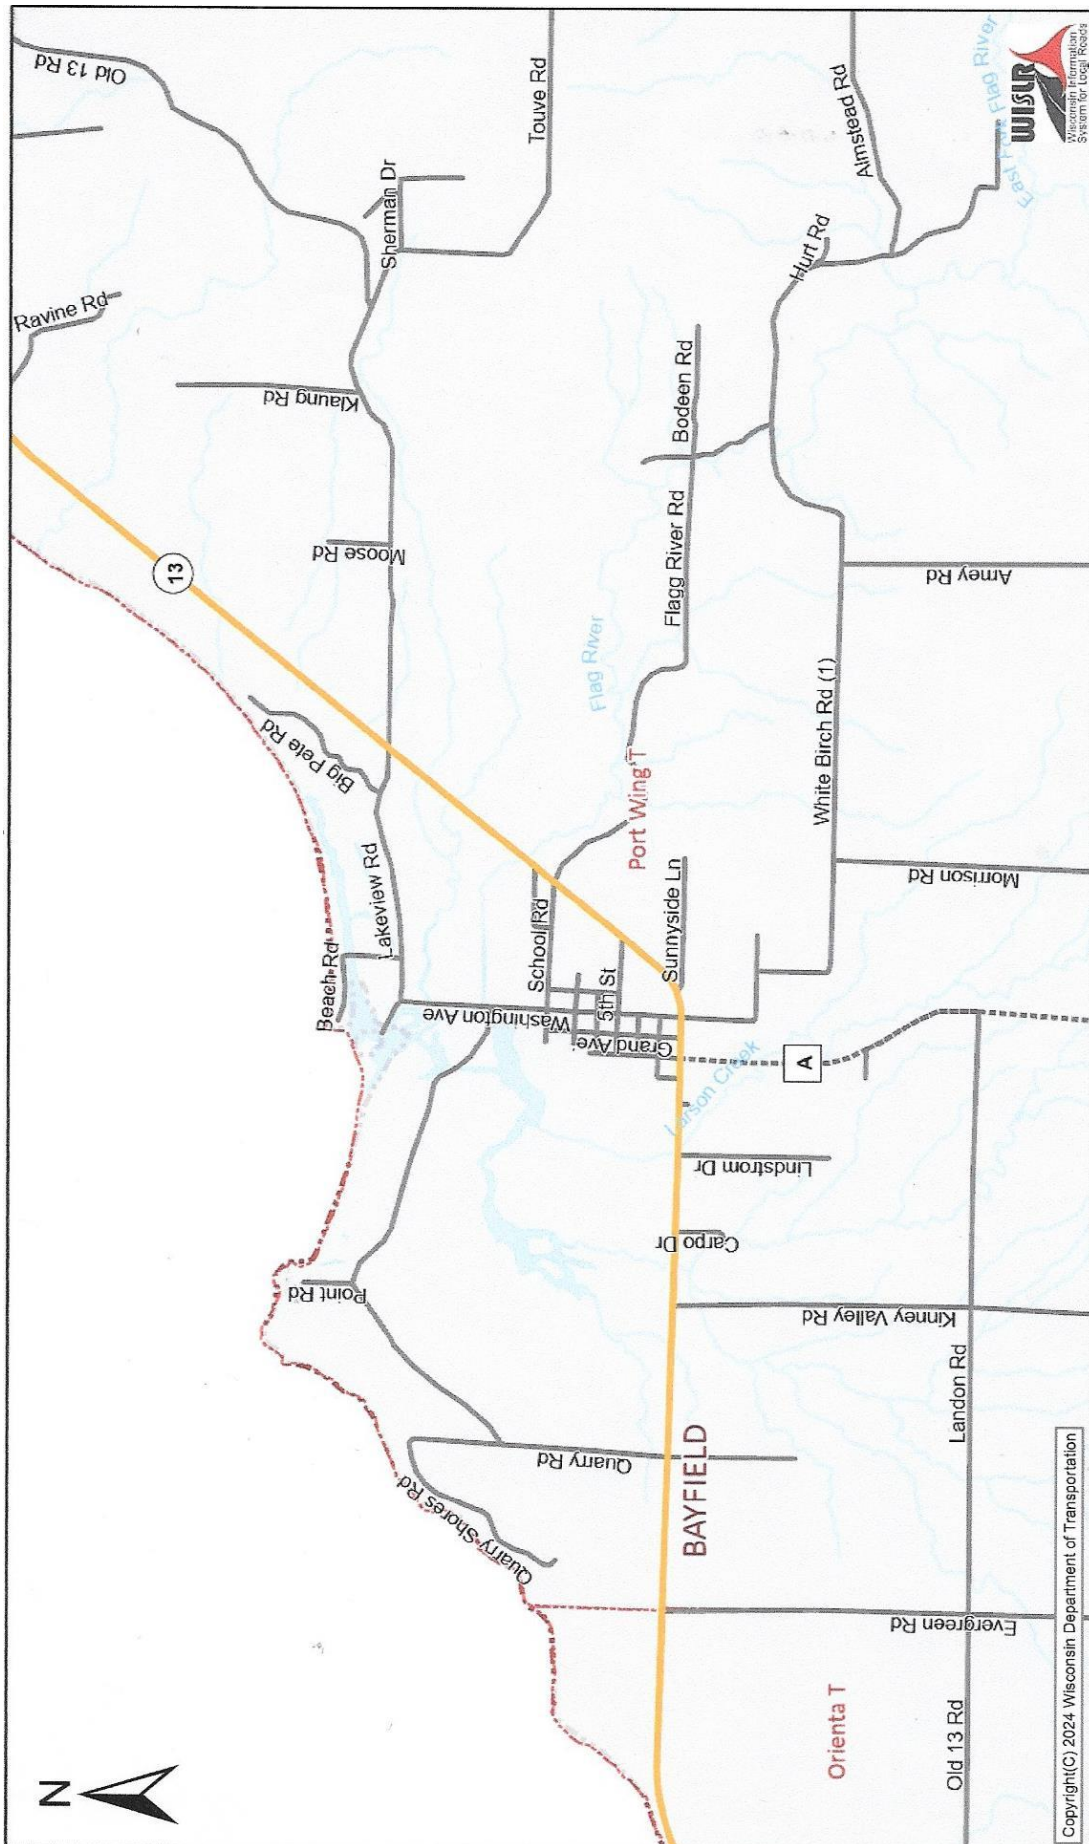 N
Old 13 Rd
Ravine Rd
Sherman Dr
Touve Rd
Klaung Rd
13
Moose Rd
Almstead Rd
East Fork Flag River
Hurt Rd
Bodeen Rd
Flagg River Rd
Flag River
Arney Rd
Big Pete Rd
Lakeview Rd
Beach Rd
School Rd
Port Wing T
White Birch Rd (1)
Sunnyside Ln
Morrison Rd
Washington Ave
5th St
Grand Ave
A
Larson Creek
Lindstrom Dr
Carpo Dr
Point Rd
Kinney Valley Rd
Landon Rd
Quarry Rd
Quarry Shores Rd
BAYFIELD
Evergreen Rd
Orienta T
Old 13 Rd
WISLR
Wisconsin Information
System for Local Roads
Copyright(C) 2024 Wisconsin Department of Transportation